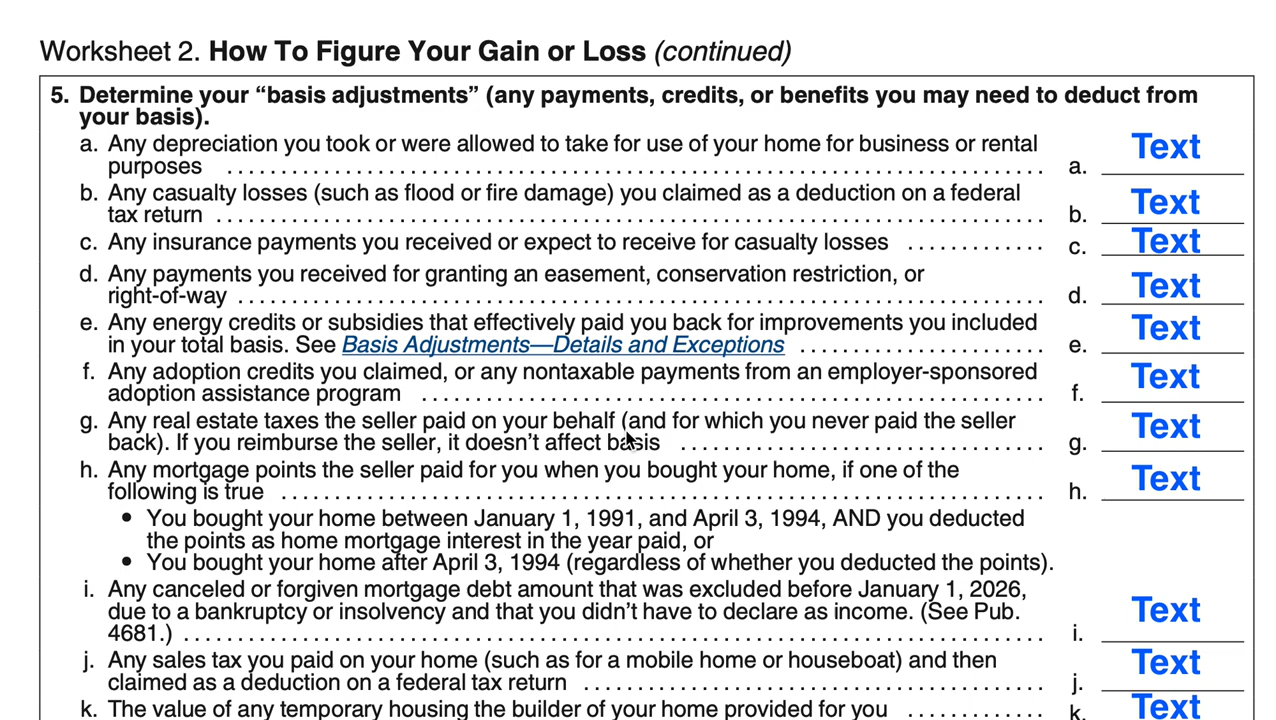 Worksheet 2. How To Figure Your Gain or Loss (continued)
5. Determine your “basis adjustments” (any payments, credits, or benefits you may need to deduct from
your basis).
a. Any depreciation you took or were allowed to take for use of your home for business or rental
purposes . . . . . . . . . . . . . . . . . . . . . . . . . . . . . . a. Text
b. Any casualty losses (such as flood or fire damage) you claimed as a deduction on a federal
tax return . . . . . . . . . . . . . . . . . . . . . . . . . . . . . . b. Text
c. Any insurance payments you received or expect to receive for casualty losses . . . . . . . . . . . . . c. Text
d. Any payments you received for granting an easement, conservation restriction, or
right-of-way . . . . . . . . . . . . . . . . . . . . . . . . . . . . . . d. Text
e. Any energy credits or subsidies that effectively paid you back for improvements you included
in your total basis. See Basis Adjustments—Details and Exceptions . . . . . . . . . . . . . . . . . . . . . . . e. Text
f. Any adoption credits you claimed, or any nontaxable payments from an employer-sponsored
adoption assistance program . . . . . . . . . . . . . . . . . . . . . . . . . . . . . . f. Text
g. Any real estate taxes the seller paid on your behalf (and for which you never paid the seller
back). If you reimburse the seller, it doesn’t affect basis . . . . . . . . . . . . . . . . . . . . . . . . . . . . . . g. Text
h. Any mortgage points the seller paid for you when you bought your home, if one of the
following is true . . . . . . . . . . . . . . . . . . . . . . . . . . . . . . h. Text
• You bought your home between January 1, 1991, and April 3, 1994, AND you deducted
the points as home mortgage interest in the year paid, or
• You bought your home after April 3, 1994 (regardless of whether you deducted the points).
i. Any canceled or forgiven mortgage debt amount that was excluded before January 1, 2026,
due to a bankruptcy or insolvency and that you didn’t have to declare as income. (See Pub.
4681.) . . . . . . . . . . . . . . . . . . . . . . . . . . . . . . i. Text
j. Any sales tax you paid on your home (such as for a mobile home or houseboat) and then
claimed as a deduction on a federal tax return . . . . . . . . . . . . . . . . . . . . . . . . . . . . . . j. Text
k. The value of any temporary housing the builder of your home provided for you . . . . . . . . . . . . . k. Text